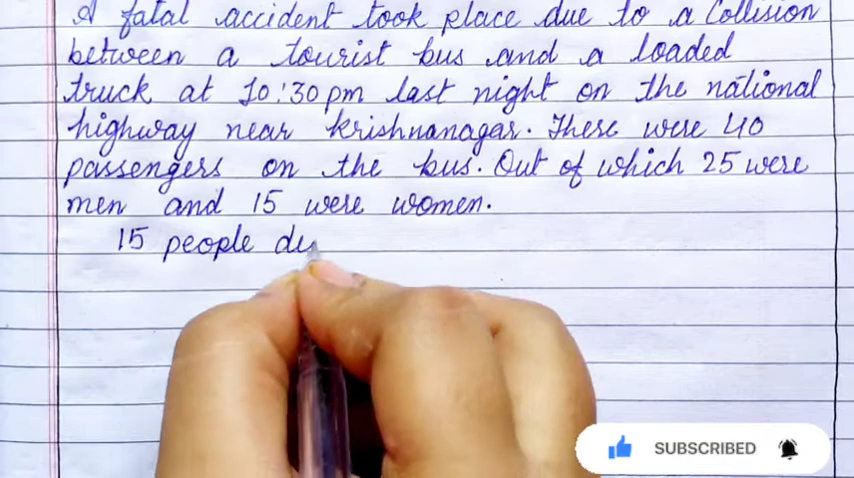 A fatal accident took place due to a Collision
between a tourist bus and a loaded
truck at 10:30 pm last night on the national
highway near Krishnanagar. There were 40
passengers on the bus. Out of which 25 were
men and 15 were women.
15 people
SUBSCRIBED